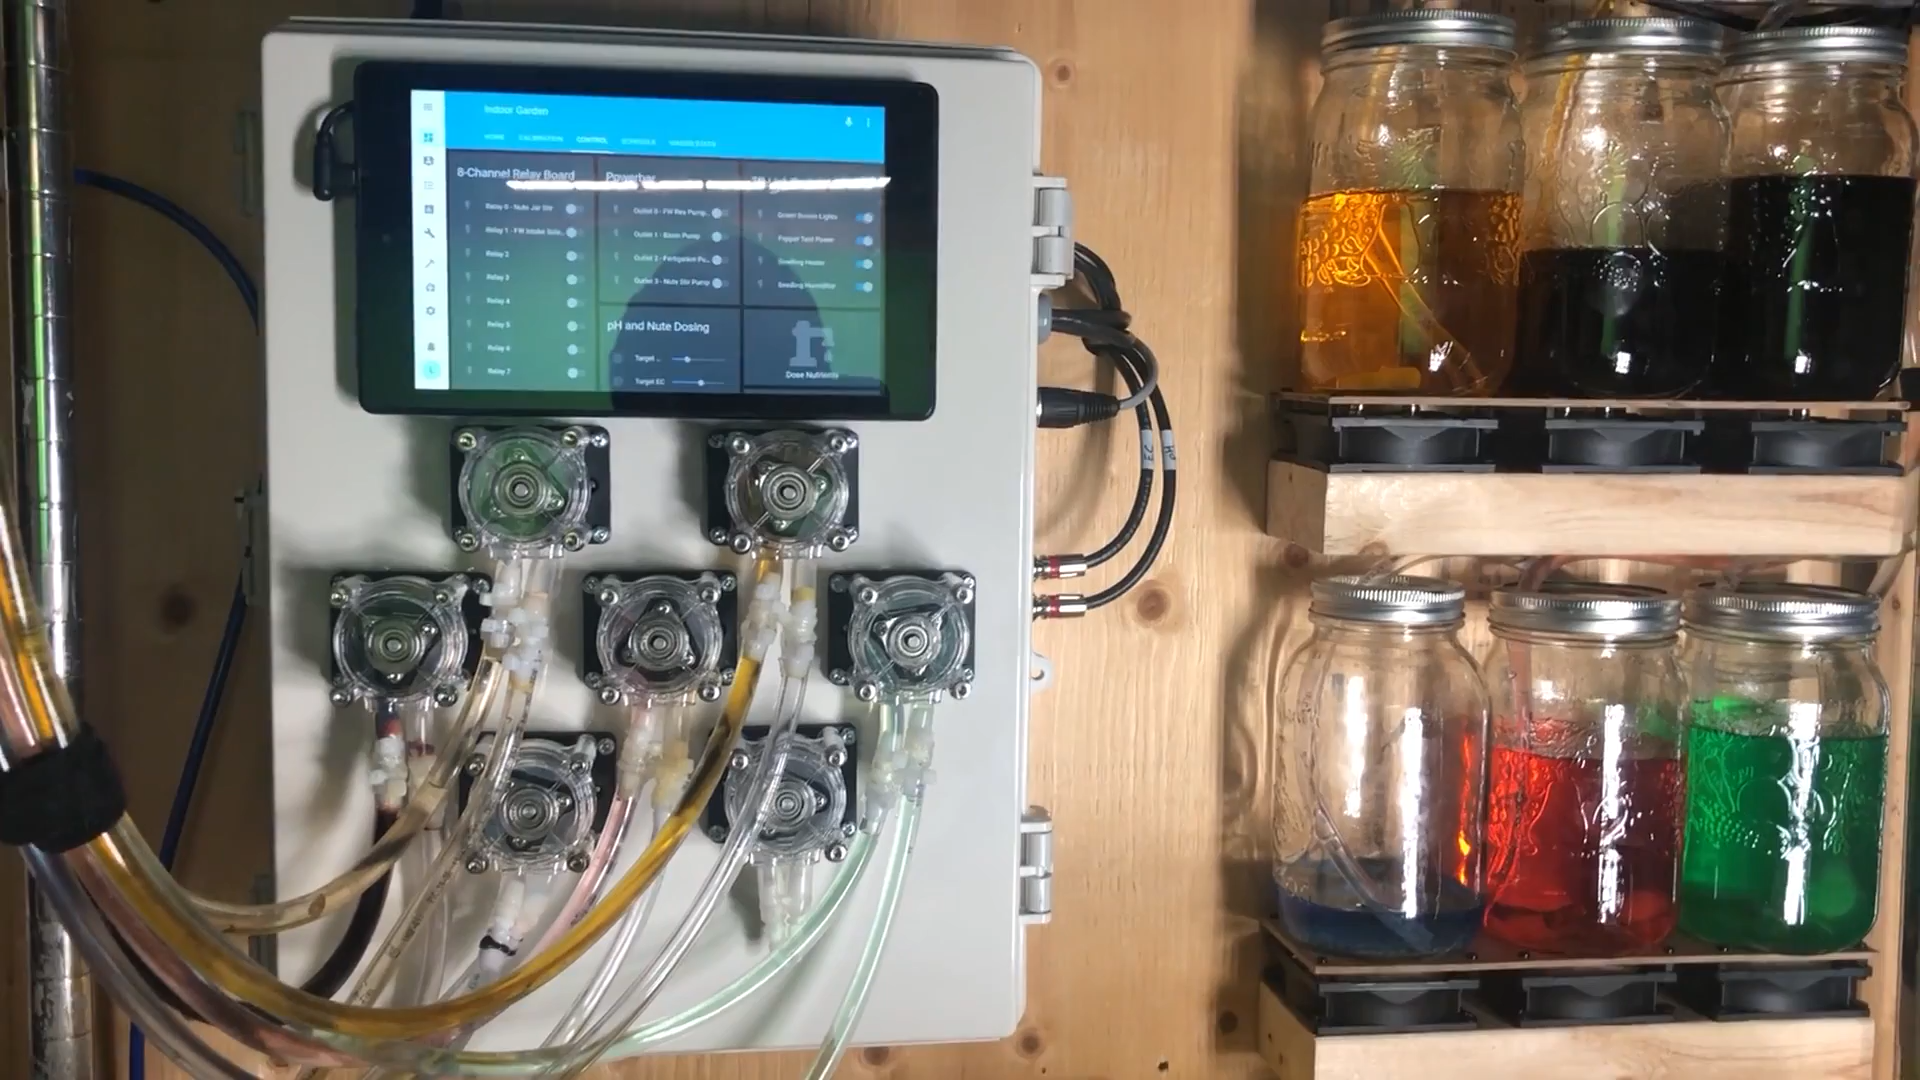 Indoor Garden
HOME CALIBRATION CONTROL SCHEDULE
8-Channel Relay Board
Relay 0 - Nute Jar Stir
Relay 1 - FW Intake Sole...
Relay 2
Relay 3
Relay 4
Relay 5
Relay 6
Relay 7
Powerbar
Outlet 0 - FW Res Pump...
Outlet 1 - Bloom Pump
Outlet 2 - Fertigation Pu...
Outlet 3 - Nute Stir Pump
pH and Nute Dosing
Target ...
Target EC
Green Room Lights
Pepper Tent Power
Seedling Heater
Seedling Humidifier
Dose Nutrients
EC
pH